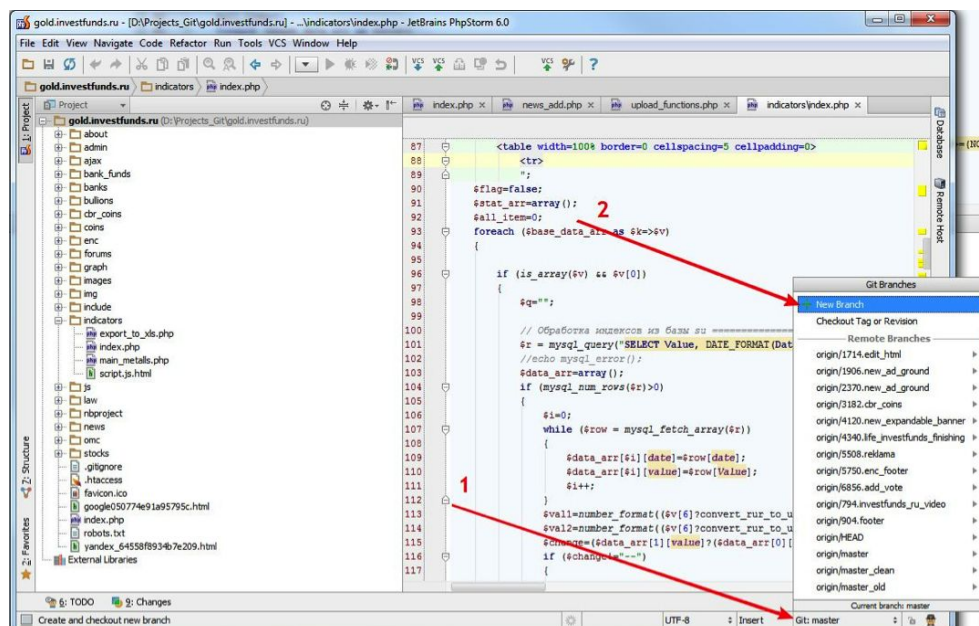 gold.investfunds.ru - [D:\Projects_Git\gold.investfunds.ru] - ...\indicators\index.php - JetBrains PhpStorm 6.0
File Edit View Navigate Code Refactor Run Tools VCS Window Help
gold.investfunds.ru indicators index.php
1: Project
Project
index.php news_add.php upload_functions.php indicators\index.php
Database
Remote Host
gold.investfunds.ru (D:\Projects_Git\gold.investfunds.ru)
about
admin
ajax
bank_funds
banks
bullions
cbr_coins
coins
enc
forums
graph
images
img
include
indicators
export_to_xls.php
index.php
main_metalls.php
script.js.html
js
law
nbproject
news
omc
stocks
.gitignore
.htaccess
favicon.ico
google050774e91a95795c.html
index.php
robots.txt
yandex_64558f8934b7e209.html
External Libraries
Z: Structure
2: Favorites
87 <table width=100% border=0 cellspacing=5 cellpadding=0>
88 <tr>
89 ";
90 $flag=false;
91 $stat_arr=array();
92 $all_item=0;
93 foreach ($base_data_arr as $k=>$v)
94 {
95
96 if (is_array($v) && $v[0])
97 {
98 $q="";
99
100 // Обработка индексов из базы su ==============
101 $r = mysql_query("SELECT Value, DATE_FORMAT(Dat
102 //echo mysql_error();
103 $data_arr=array();
104 if (mysql_num_rows($r)>0)
105 {
106 $i=0;
107 while ($row = mysql_fetch_array($r))
108 {
109 $data_arr[$i][date]=$row[date];
110 $data_arr[$i][value]=$row[Value];
111 $i++;
112 }
113 $val1=number_format(($v[6]?convert_rur_to_u
114 $val2=number_format(($v[6]?convert_rur_to_u
115 $change=($data_arr[1][value]?($data_arr[0][
116 if ($change!="--")
117 {
2
1
Git Branches
New Branch
Checkout Tag or Revision
Remote Branches
origin/1714.edit_html
origin/1906.new_ad_ground
origin/2370.new_ad_ground
origin/3182.cbr_coins
origin/4120.new_expandable_banner
origin/4340.life_investfunds_finishing
origin/5508.reklama
origin/5750.enc_footer
origin/6856.add_vote
origin/794.investfunds_ru_video
origin/904.footer
origin/HEAD
origin/master
origin/master_clean
origin/master_old
Current branch: master
6: TODO 9: Changes
Create and checkout new branch UTF-8 Insert Git: master